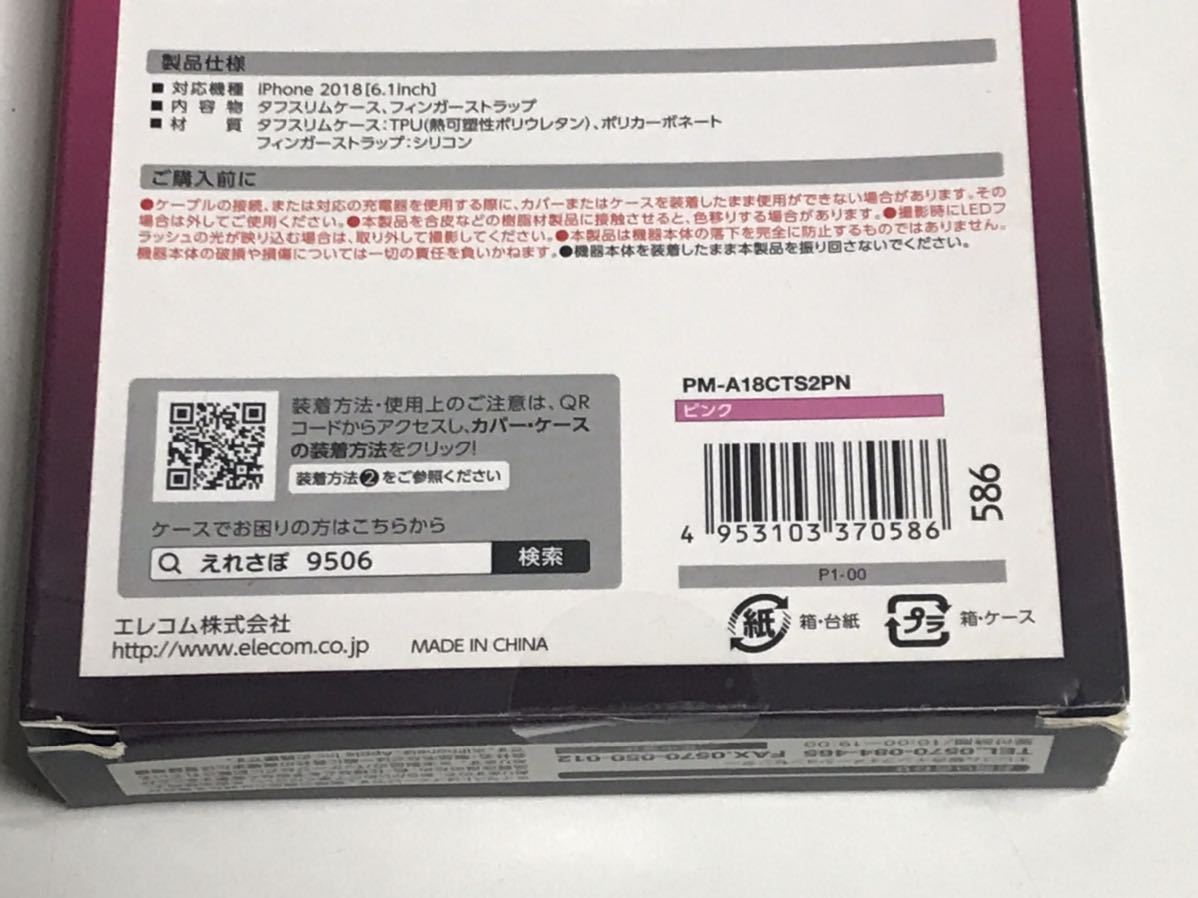 製品仕様
■対応機種 iPhone 2018[6.1inch]
■内容物 タフスリムケース、フィンガーストラップ
■材質 タフスリムケース:TPU(熱可塑性ポリウレタン)、ポリカーボネート
フィンガーストラップ:シリコン
ご購入前に
●ケーブルの接続、または対応の充電器を使用する際に、カバーまたはケースを装着したまま使用ができない場合があります。その
場合は外してご使用ください。●本製品を合皮などの樹脂材製品に接触させると、色移りする場合があります。●撮影時にLEDフ
ラッシュの光が映り込む場合は、取り外して撮影してください。●本製品は機器本体の落下を完全に防止するものではありません。
機器本体の破損や損傷については一切の責任を負いかねます。●機器本体を装着したまま本製品を振り回さないでください。
装着方法・使用上のご注意は、QR
コードからアクセスし、カバー・ケース
の装着方法をクリック!
装着方法❷をご参照ください
ケースでお困りの方はこちらから
えれさぽ 9506 検索
PM-A18CTS2PN
ピンク
4 953103 370586
586
P1-00
紙 箱・台紙
プラ 箱・ケース
エレコム株式会社
http://www.elecom.co.jp MADE IN CHINA
TEL.0570-084-465
FAX.0570-050-012
受付時間/10:00~19:00